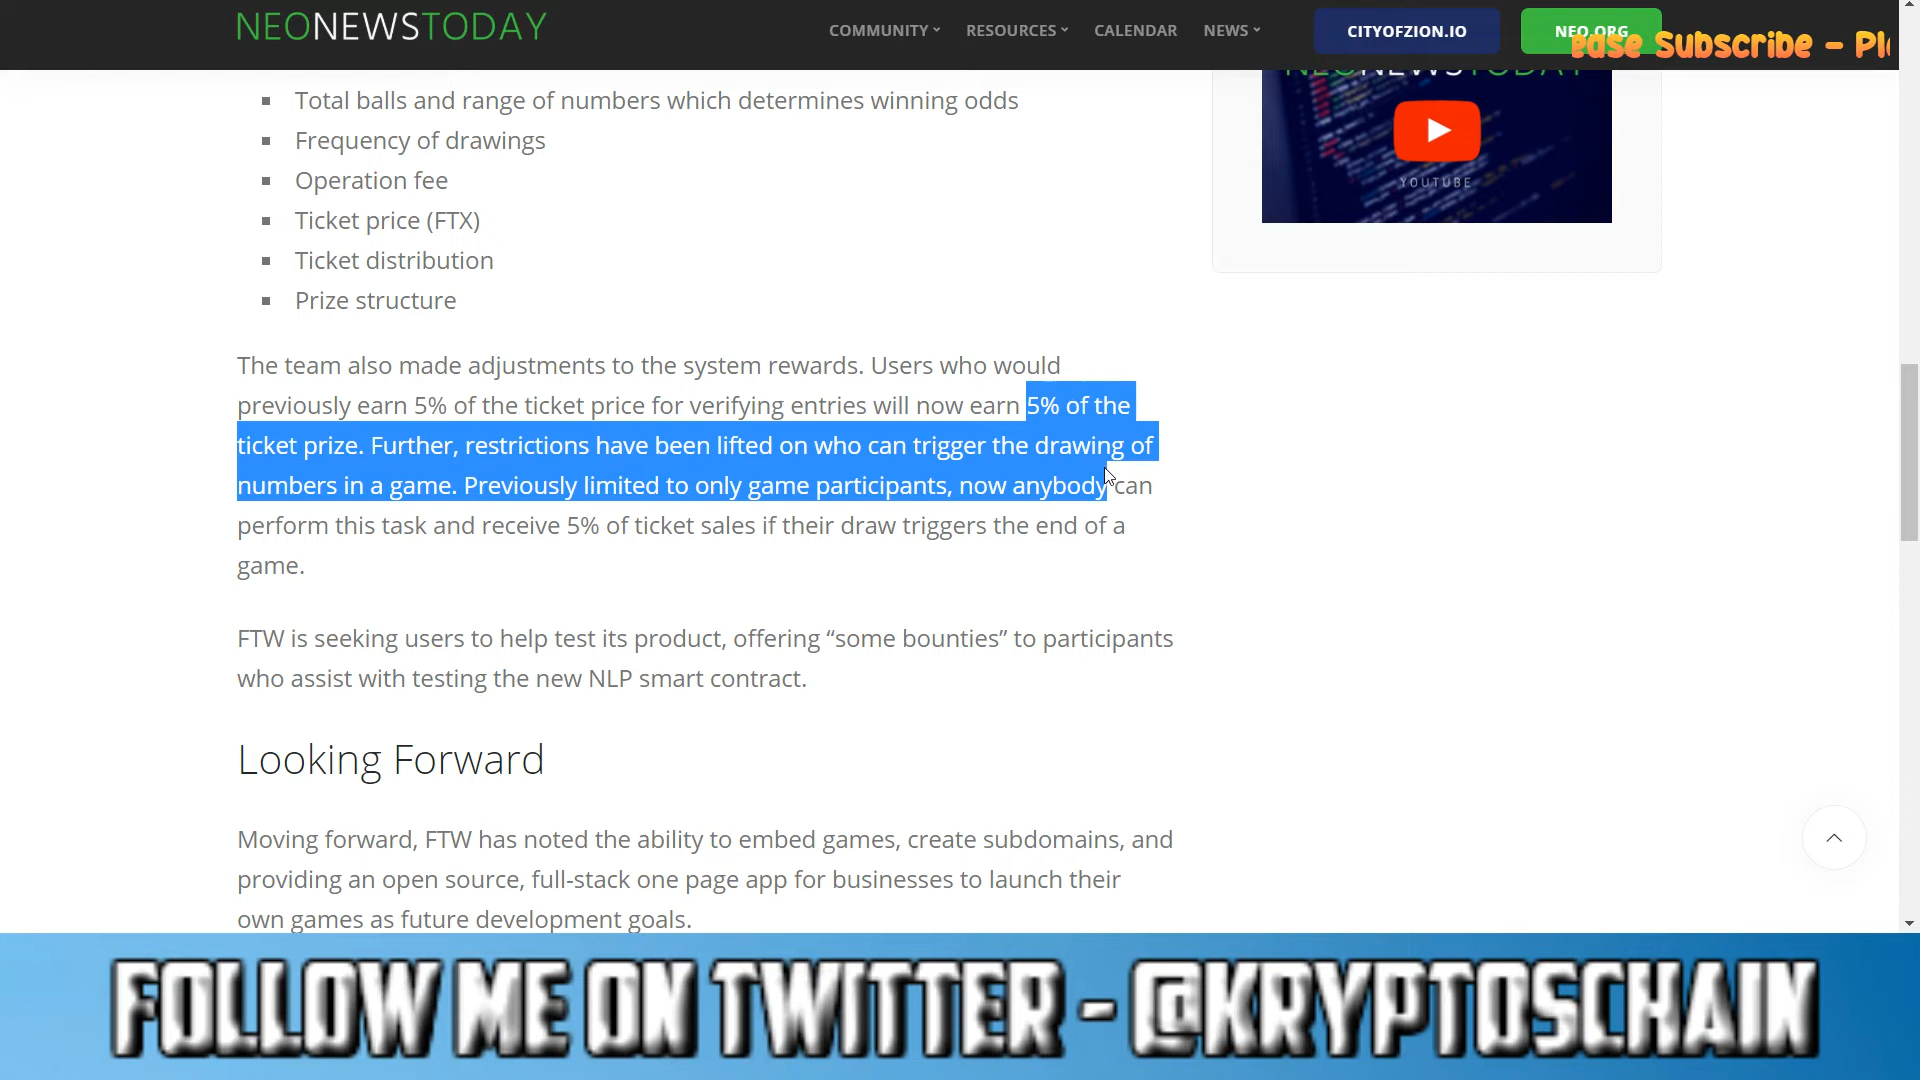 NEONEWSTODAY
COMMUNITY RESOURCES CALENDAR NEWS CITYOFZION.IO NEO.ORG
ease Subscribe - Pl
NEONEWSTODAY
YOUTUBE
Total balls and range of numbers which determines winning odds
Frequency of drawings
Operation fee
Ticket price (FTX)
Ticket distribution
Prize structure
The team also made adjustments to the system rewards. Users who would
previously earn 5% of the ticket price for verifying entries will now earn 5% of the
ticket prize. Further, restrictions have been lifted on who can trigger the drawing of
numbers in a game. Previously limited to only game participants, now anybody can
perform this task and receive 5% of ticket sales if their draw triggers the end of a
game.
FTW is seeking users to help test its product, offering “some bounties” to participants
who assist with testing the new NLP smart contract.
Looking Forward
Moving forward, FTW has noted the ability to embed games, create subdomains, and
providing an open source, full-stack one page app for businesses to launch their
own games as future development goals.
FOLLOW ME ON TWITTER - @KRYPTOSCHAIN